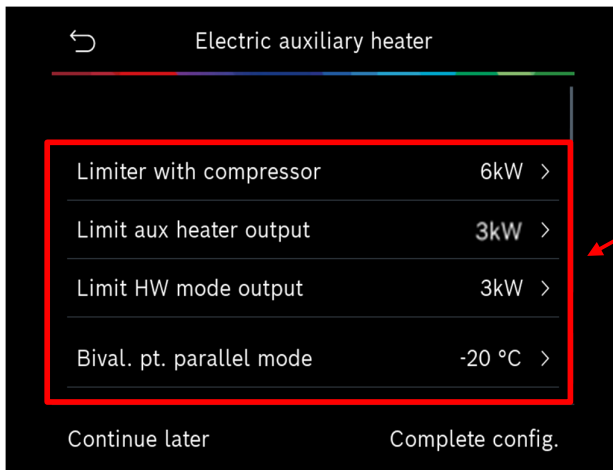 Electric auxiliary heater
Limiter with compressor 6kW >
Limit aux heater output 3kW >
Limit HW mode output 3kW >
Bival. pt. parallel mode -20 °C >
Continue later Complete config.